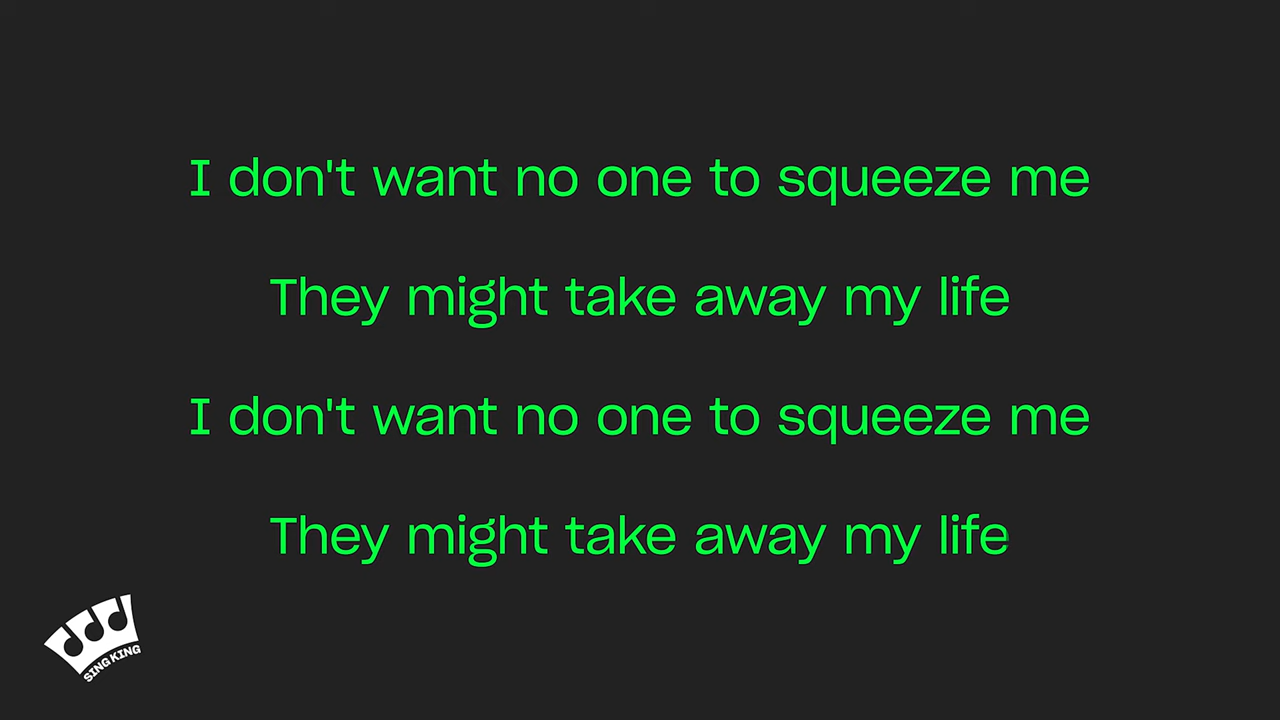 I don't want no one to squeeze me
They might take away my life
I don't want no one to squeeze me
They might take away my life
SING KING